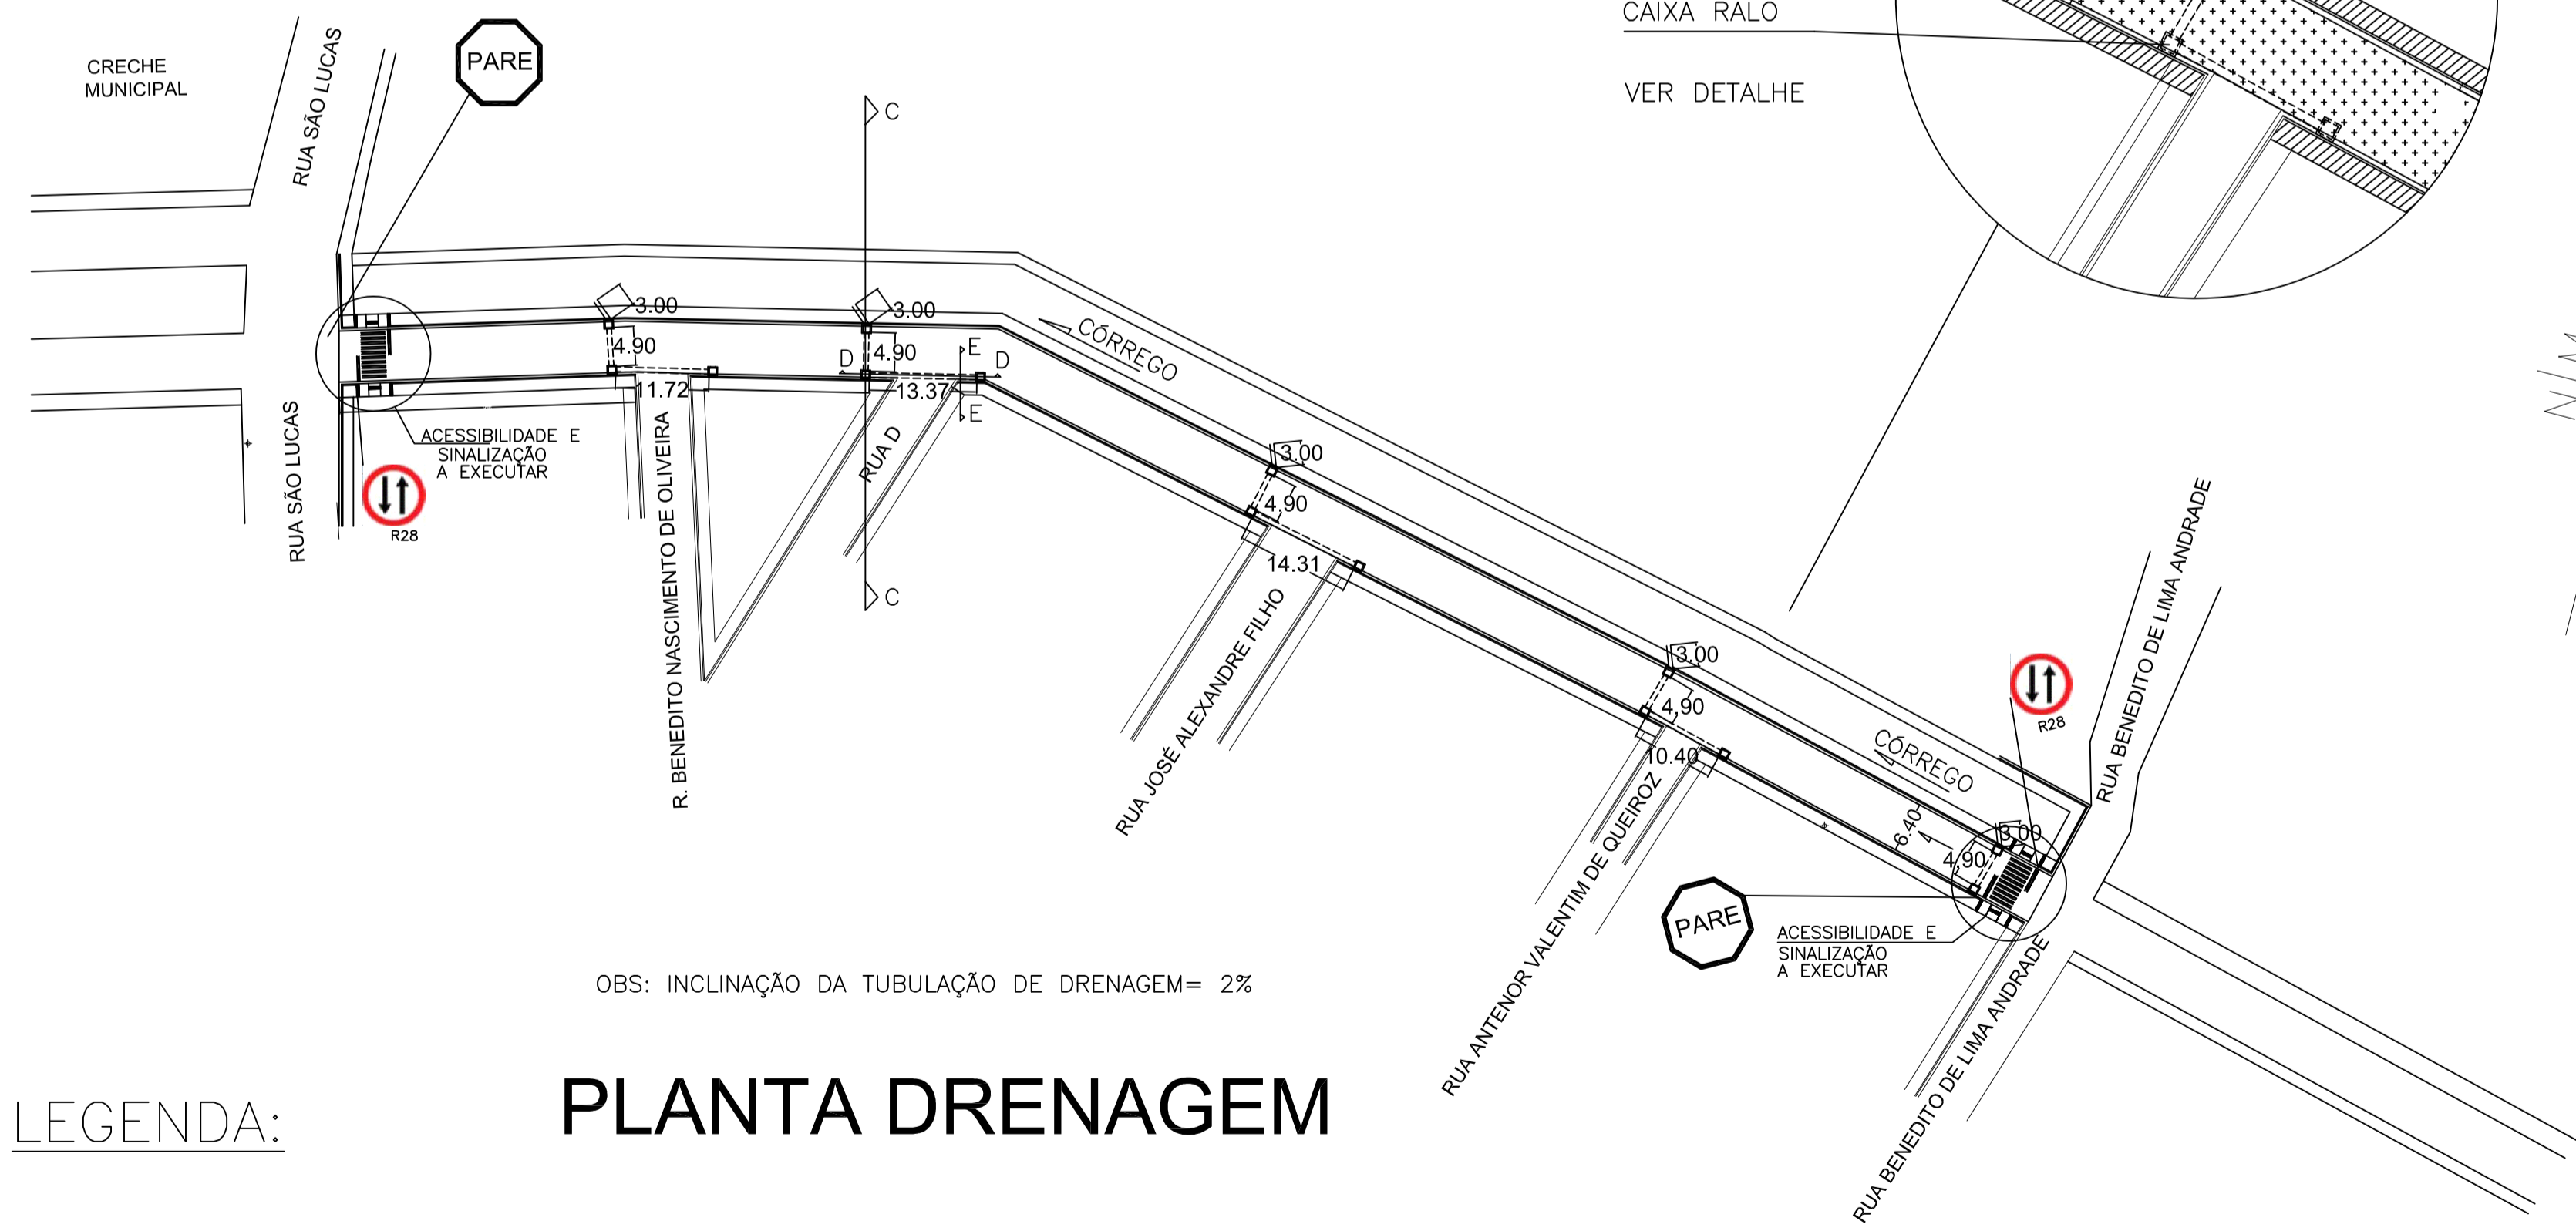 CAIXA RALO
VER DETALHE
CRECHE
MUNICIPAL
RUA SÃO LUCAS
PARE
C
3.00
3.00
4.90
4.90
D
E
D
11.72
13.37
E
CÓRREGO
ACESSIBILIDADE E
SINALIZAÇÃO
A EXECUTAR
RUA SÃO LUCAS
R28
R. BENEDITO NASCIMENTO DE OLIVEIRA
RUA D
C
3.00
4.90
14.31
RUA JOSÉ ALEXANDRE FILHO
3.00
4.90
10.40
RUA ANTENOR VALENTIM DE QUEIROZ
CÓRREGO
6.40
3.00
4.90
R28
RUA BENEDITO DE LIMA ANDRADE
PARE
ACESSIBILIDADE E
SINALIZAÇÃO
A EXECUTAR
RUA BENEDITO DE LIMA ANDRADE
OBS: INCLINAÇÃO DA TUBULAÇÃO DE DRENAGEM= 2%
PLANTA DRENAGEM
LEGENDA: